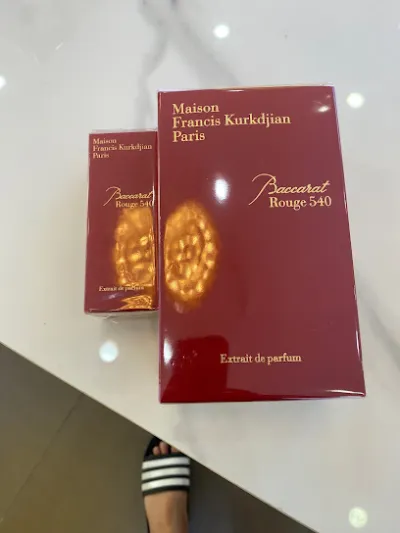 Maison
Francis Kurkdjian
Paris
Baccarat
Rouge 540
Extrait de parfum
Maison
Francis Kurkdjian
Paris
Baccarat
Rouge 540
Extrait de parfum